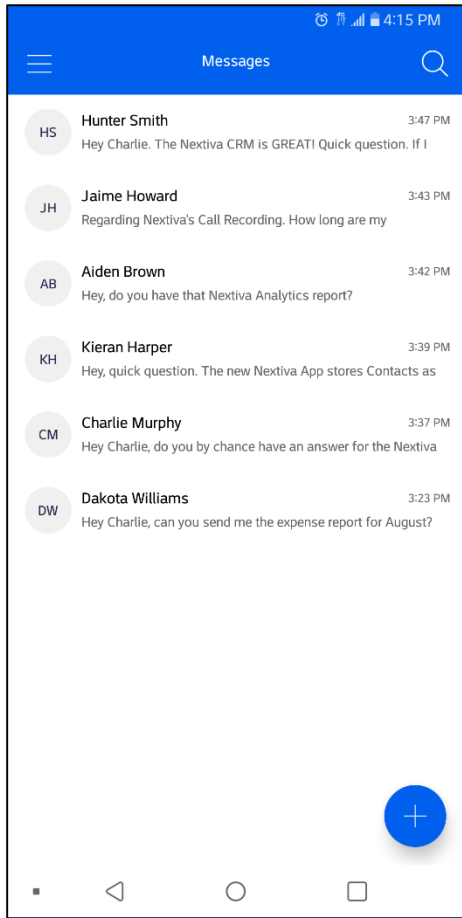 4:15 PM
Messages
HS
Hunter Smith
3:47 PM
Hey Charlie. The Nextiva CRM is GREAT! Quick question. If I
JH
Jaime Howard
3:43 PM
Regarding Nextiva's Call Recording. How long are my
AB
Aiden Brown
3:42 PM
Hey, do you have that Nextiva Analytics report?
KH
Kieran Harper
3:39 PM
Hey, quick question. The new Nextiva App stores Contacts as
CM
Charlie Murphy
3:37 PM
Hey Charlie, do you by chance have an answer for the Nextiva
DW
Dakota Williams
3:23 PM
Hey Charlie, can you send me the expense report for August?